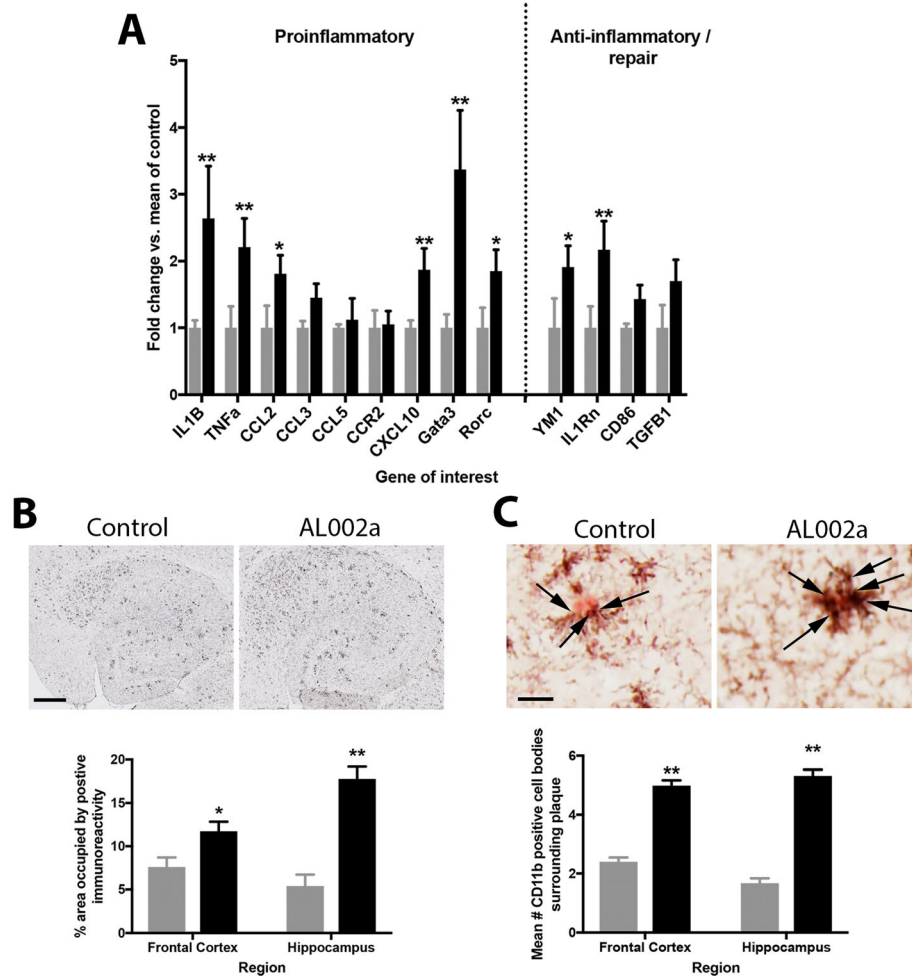 A
Proinflammatory
Anti-inflammatory /
repair
Fold change vs. mean of control
5
4
3
2
1
0
**
**
*
**
**
*
*
**
IL1B
TNFa
CCL2
CCL3
CCL5
CCR2
CXCL10
Gata3
Rorc
YM1
IL1Rn
CD86
TGFB1
Gene of interest
B
Control
AL002a
% area occupied by postive
immunoreactivity
20
15
10
5
0
*
**
Frontal Cortex
Hippocampus
Region
C
Control
AL002a
Mean # CD11b positive cell bodies
surrounding plaque
6
4
2
0
**
**
Frontal Cortex
Hippocampus
Region